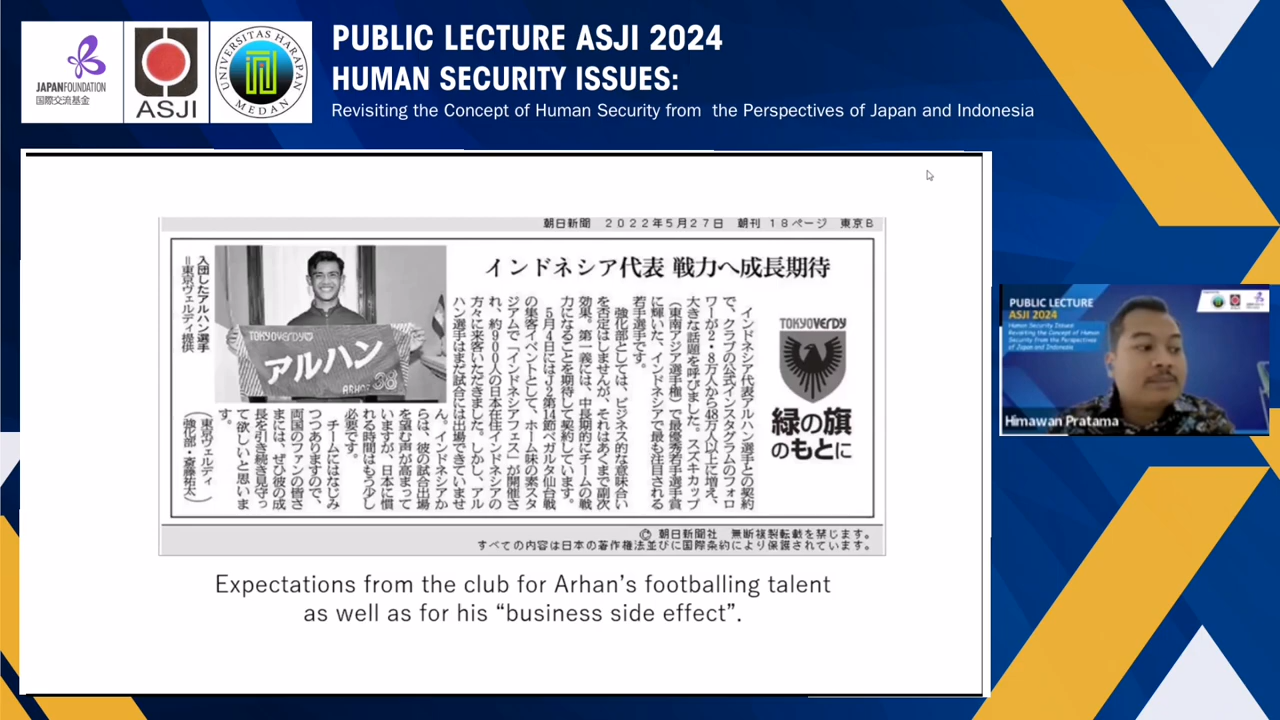 JAPANFOUNDATION
国際交流基金
ASJI
UNIVERSITAS HARAPAN
MEDAN
PUBLIC LECTURE ASJI 2024
HUMAN SECURITY ISSUES:
Revisiting the Concept of Human Security from the Perspectives of Japan and Indonesia
朝日新聞 2022年5月27日 朝刊 18ページ 東京B
インドネシア代表 戦力へ成長期待
TOKYO VERDY
緑の旗
のもとに
インドネシア代表アルハン選手との契約
で、クラブの公式インスタグラムのフォロ
ワーが2・8万人から48万人以上に増え、
大きな話題を呼びました。スズキカップ
(東南アジア選手権)で最優秀若手選手賞
に輝いた、インドネシアで最も注目される
若手選手です。
強化部としては、ビジネス的な意味合い
を否定はしませんが、それはあくまで副次
効果。第一義には、中長期的にチームの戦
力になることを期待して契約しています。
5月4日にはJ2第14節ベガルタ仙台戦
の集客イベントとして、ホーム味の素スタ
ジアムで「インドネシアフェス」が開催さ
れ、約900人の日本在住インドネシアの
方々に来場いただきました。しかし、アル
ハン選手はまだ試合には出場できていませ
ん。インドネシアか
らは、彼の試合出場
を望む声が高まって
いますが、日本に慣
れる時間はもう少し
必要です。
チームにはなじみ
つつありますので、
両国のファンの皆さ
まには、ぜひ彼の成
長を引き続き見守っ
て欲しいと思いま
す。
(東京ヴェルディ
強化部・斎藤祐太)
入団したアルハン選手
=東京ヴェルディ提供
TOKYO VERDY
アルハン
ARHAN 38
© 朝日新聞社 無断複製転載を禁じます。
すべての内容は日本の著作権法並びに国際条約により保護されています。
Expectations from the club for Arhan's footballing talent
as well as for his “business side effect”.
PUBLIC LECTURE
ASJI 2024
Human Security Issues:
Revisiting the Concept of Human
Security from the Perspectives
of Japan and Indonesia
Himawan Pratama